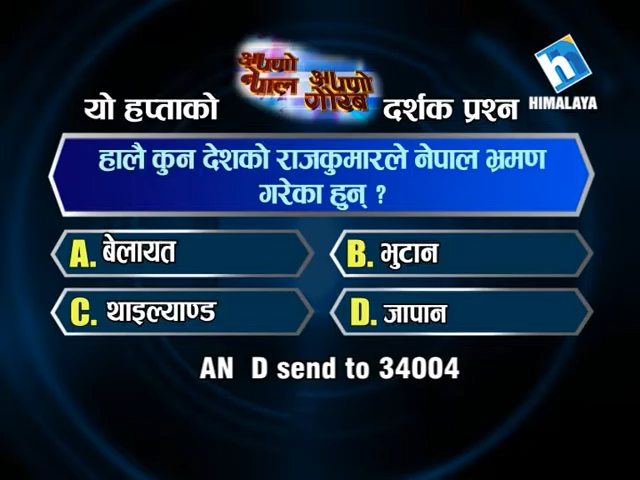 आफ्नो नेपाल आफ्नो गौरब
HIMALAYA
यो हप्ताको दर्शक प्रश्न
हालै कुन देशको राजकुमारले नेपाल भ्रमण
गरेका हुन् ?
A. बेलायत
B. भुटान
C. थाइल्याण्ड
D. जापान
AN D send to 34004